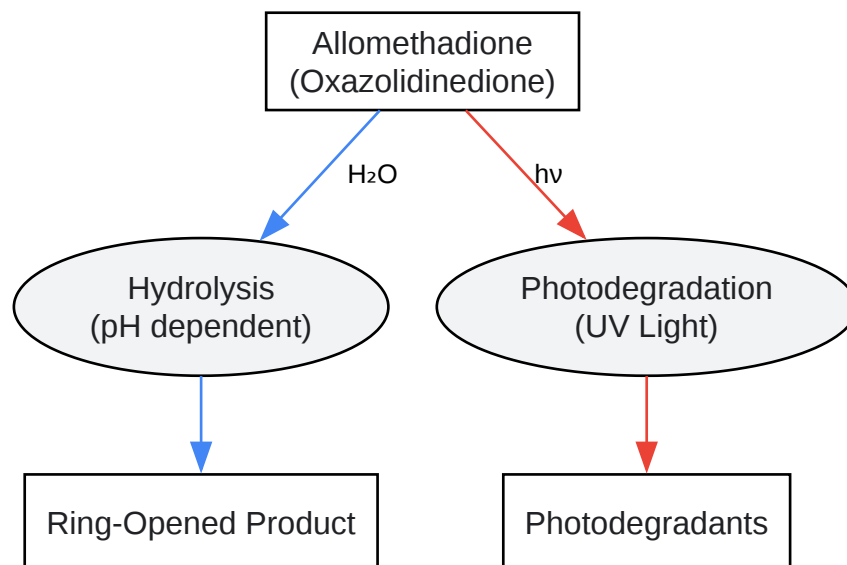 Allomethadione
(Oxazolidinedione)
H₂O
hν
Hydrolysis
(pH dependent)
Photodegradation
(UV Light)
Ring-Opened Product
Photodegradants